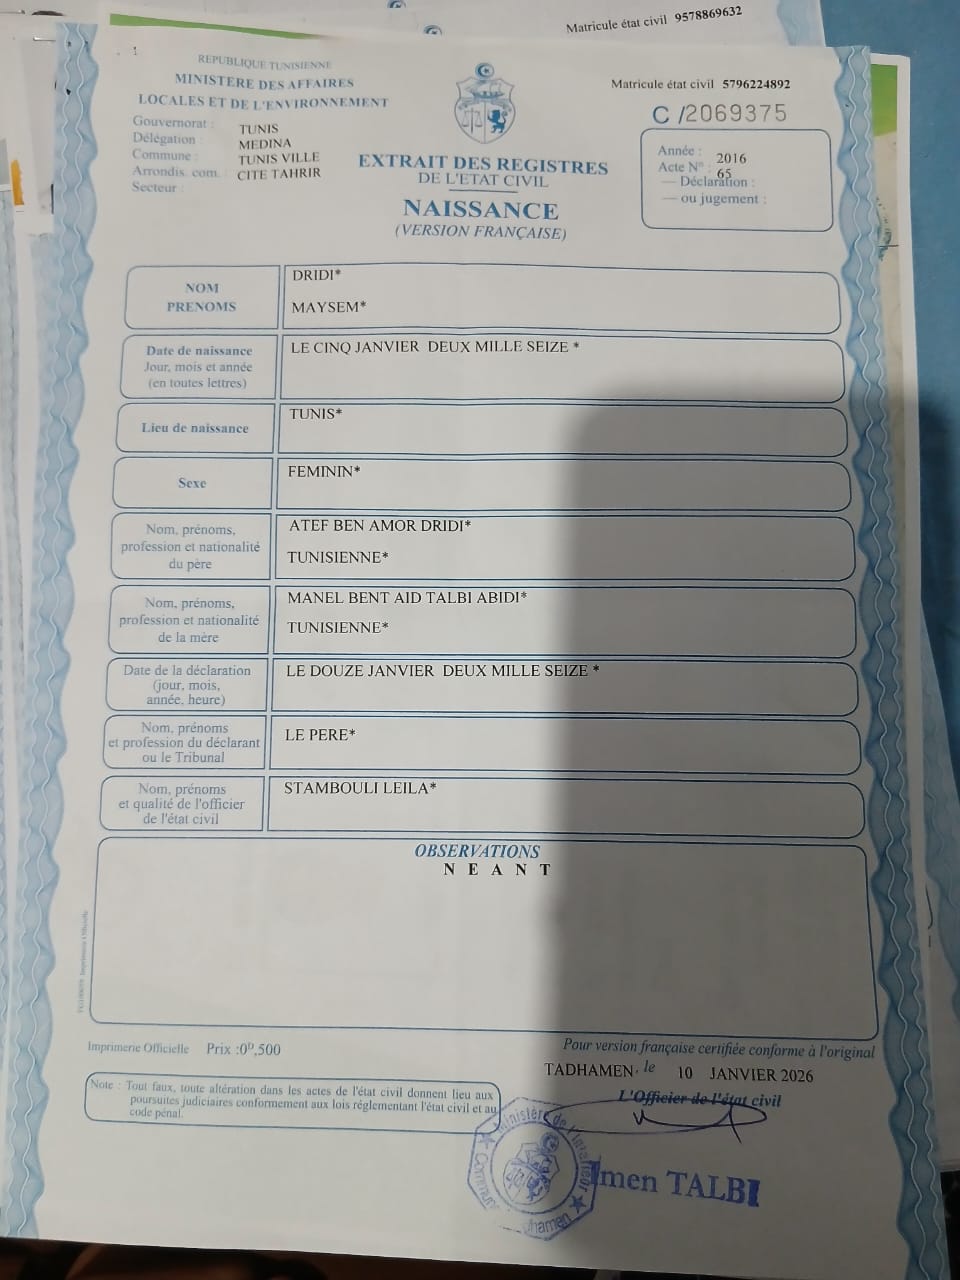 Matricule état civil 9578869632
REPUBLIQUE TUNISIENNE
MINISTERE DES AFFAIRES
LOCALES ET DE L'ENVIRONNEMENT
Gouvernorat : TUNIS
Délégation : MEDINA
Commune : TUNIS VILLE
Arrondis. com. : CITE TAHRIR
Secteur :
Matricule état civil 5796224892
C /2069375
Année : 2016
Acte N° : 65
— Déclaration :
— ou jugement :
EXTRAIT DES REGISTRES
DE L'ETAT CIVIL
NAISSANCE
(VERSION FRANÇAISE)
NOM
PRENOMS
DRIDI*
MAYSEM*
Date de naissance
Jour, mois et année
(en toutes lettres)
LE CINQ JANVIER DEUX MILLE SEIZE *
Lieu de naissance
TUNIS*
Sexe
FEMININ*
Nom, prénoms,
profession et nationalité
du père
ATEF BEN AMOR DRIDI*
TUNISIENNE*
Nom, prénoms,
profession et nationalité
de la mère
MANEL BENT AID TALBI ABIDI*
TUNISIENNE*
Date de la déclaration
(jour, mois,
année, heure)
LE DOUZE JANVIER DEUX MILLE SEIZE *
Nom, prénoms
et profession du déclarant
ou le Tribunal
LE PERE*
Nom, prénoms
et qualité de l'officier
de l'état civil
STAMBOULI LEILA*
OBSERVATIONS
N E A N T
Imprimerie Officielle Prix :0ᴰ,500
Pour version française certifiée conforme à l'original
TADHAMEN. le 10 JANVIER 2026
L'Officier de l'état civil
Note : Tout faux, toute altération dans les actes de l'état civil donnent lieu aux
poursuites judiciaires conformement aux lois réglementant l'état civil et au
code pénal.
Ministère de l'Intérieur
Imen TALBI